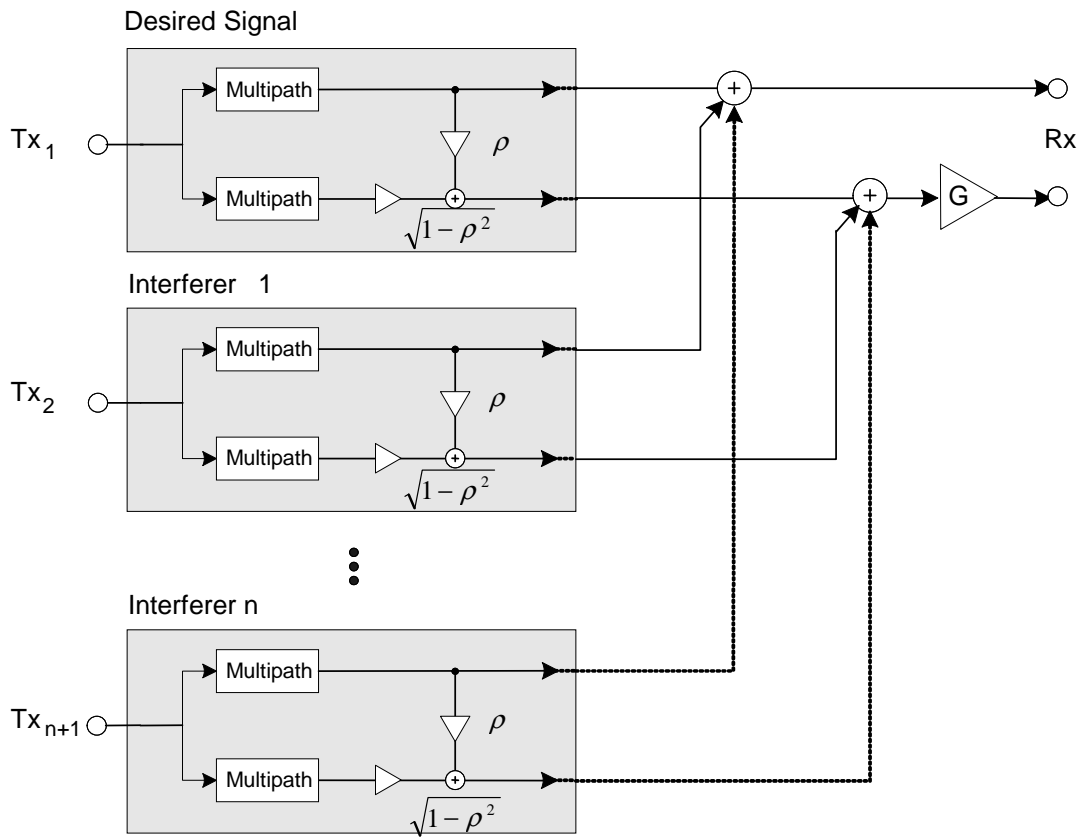 Desired Signal
Multipath
Tx₁
ρ
Rx
Multipath
G
√(1 − ρ²)
Interferer 1
Multipath
Tx₂
ρ
Multipath
√(1 − ρ²)
Interferer n
Multipath
Txₙ₊₁
ρ
Multipath
√(1 − ρ²)